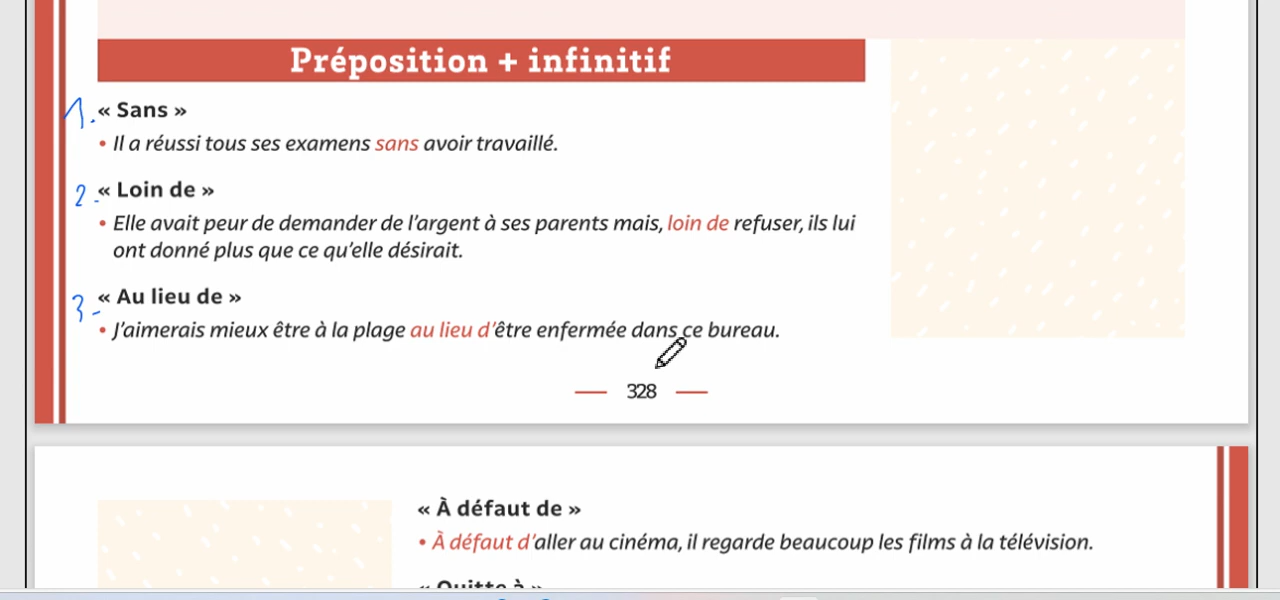 Préposition + infinitif
1. « Sans »
• Il a réussi tous ses examens sans avoir travaillé.
2 - « Loin de »
• Elle avait peur de demander de l’argent à ses parents mais, loin de refuser, ils lui
ont donné plus que ce qu’elle désirait.
3 - « Au lieu de »
• J’aimerais mieux être à la plage au lieu d’être enfermée dans ce bureau.
328
« À défaut de »
• À défaut d’aller au cinéma, il regarde beaucoup les films à la télévision.
« Quitte à »